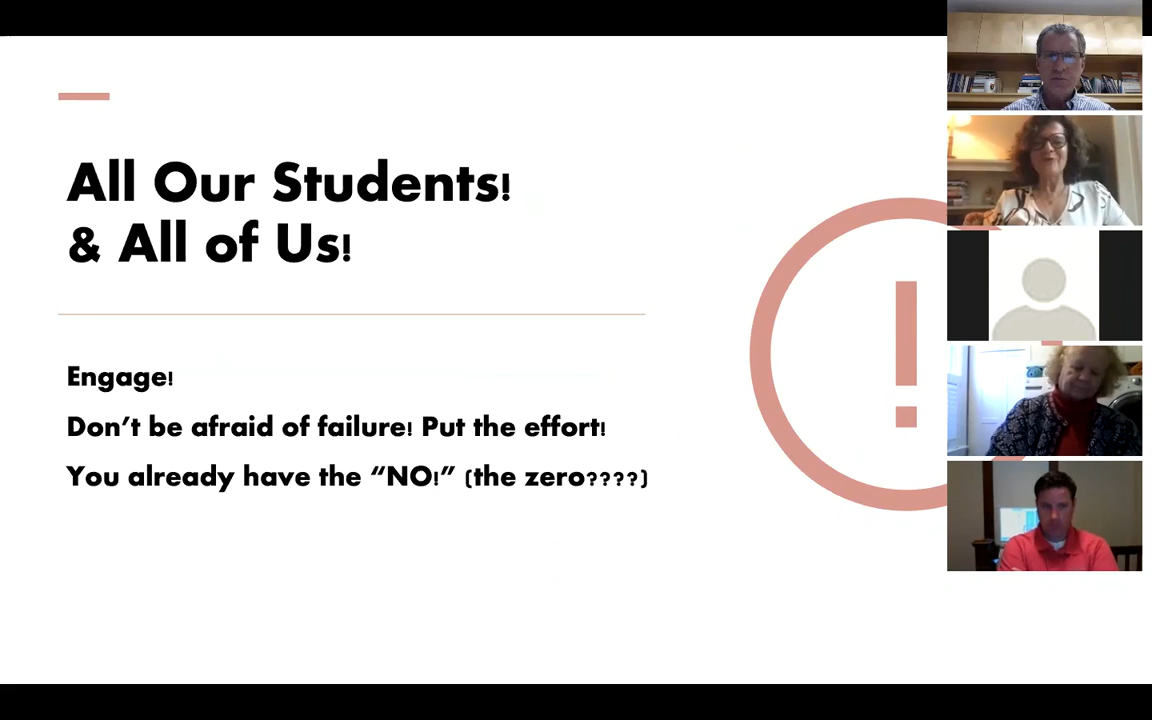 All Our Students!
& All of Us!
Engage!
Don’t be afraid of failure! Put the effort!
You already have the “NO!” (the zero????)